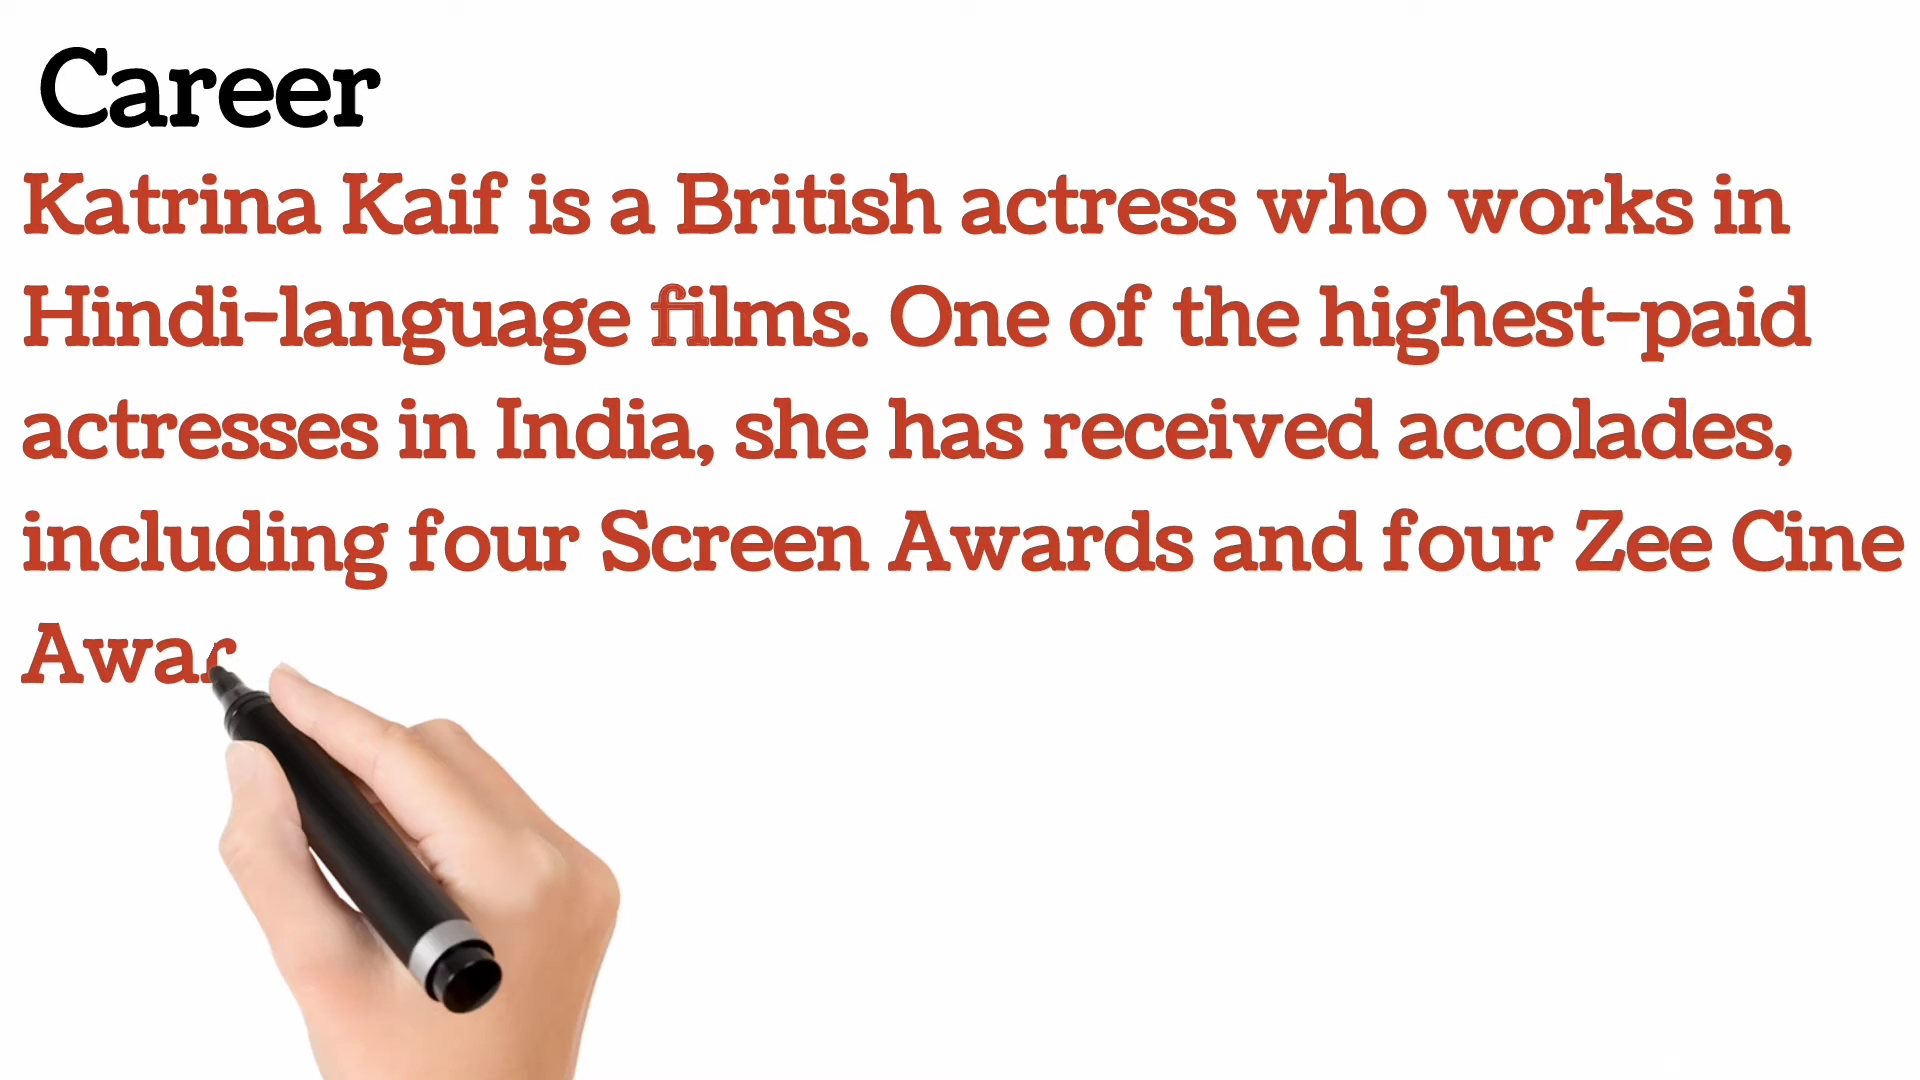 Career
Katrina Kaif is a British actress who works in
Hindi-language films. One of the highest-paid
actresses in India, she has received accolades,
including four Screen Awards and four Zee Cine
Awar